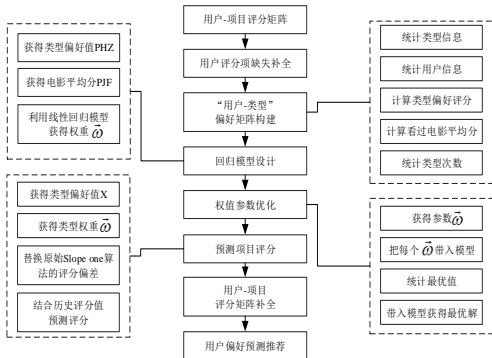 用户-项目评分矩阵
用户评分项缺失补全
“用户-类型”
偏好矩阵构建
回归模型设计
权值参数优化
预测项目评分
用户-项目
评分矩阵补全
用户偏好预测推荐
获得类型偏好值PHZ
获得电影平均分PJF
利用线性回归模型
获得权重ω⃗
获得类型偏好值X
获得类型权重ω⃗
替换原始Slope one算
法的评分偏差
结合历史评分值
预测评分
统计类型信息
统计用户信息
计算类型偏好评分
计算看过电影平均分
统计类型次数
获得参数ω⃗
把每个ω⃗带入模型
统计最优值
带入模型获得最优解